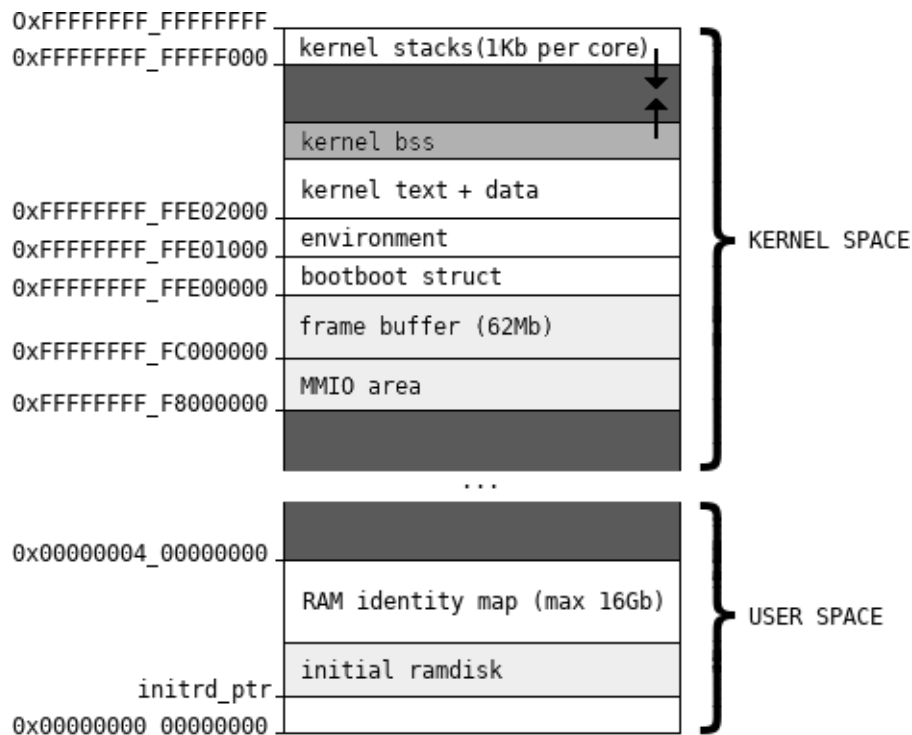 0xFFFFFFFF_FFFFFFFF
kernel stacks(1Kb per core)
0xFFFFFFFF_FFFFF000
kernel bss
kernel text + data
0xFFFFFFFF_FFE02000
environment
0xFFFFFFFF_FFE01000
KERNEL SPACE
bootboot struct
0xFFFFFFFF_FFE00000
frame buffer (62Mb)
0xFFFFFFFF_FC000000
MMIO area
0xFFFFFFFF_F8000000
...
0x00000004_00000000
RAM identity map (max 16Gb)
USER SPACE
initial ramdisk
initrd_ptr
0x00000000_00000000